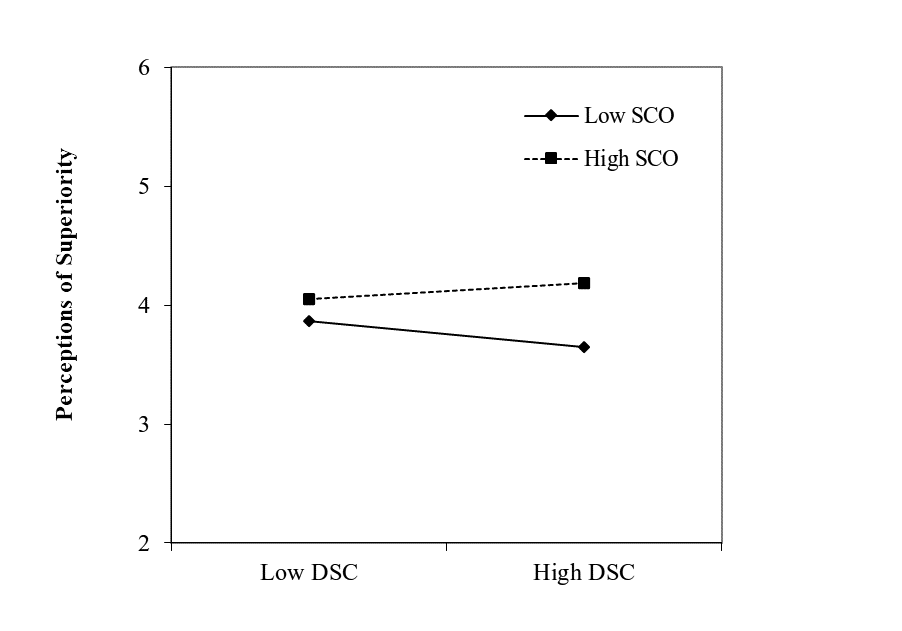 6
Low SCO
High SCO
5
Perceptions of Superiority
4
3
2
Low DSC
High DSC